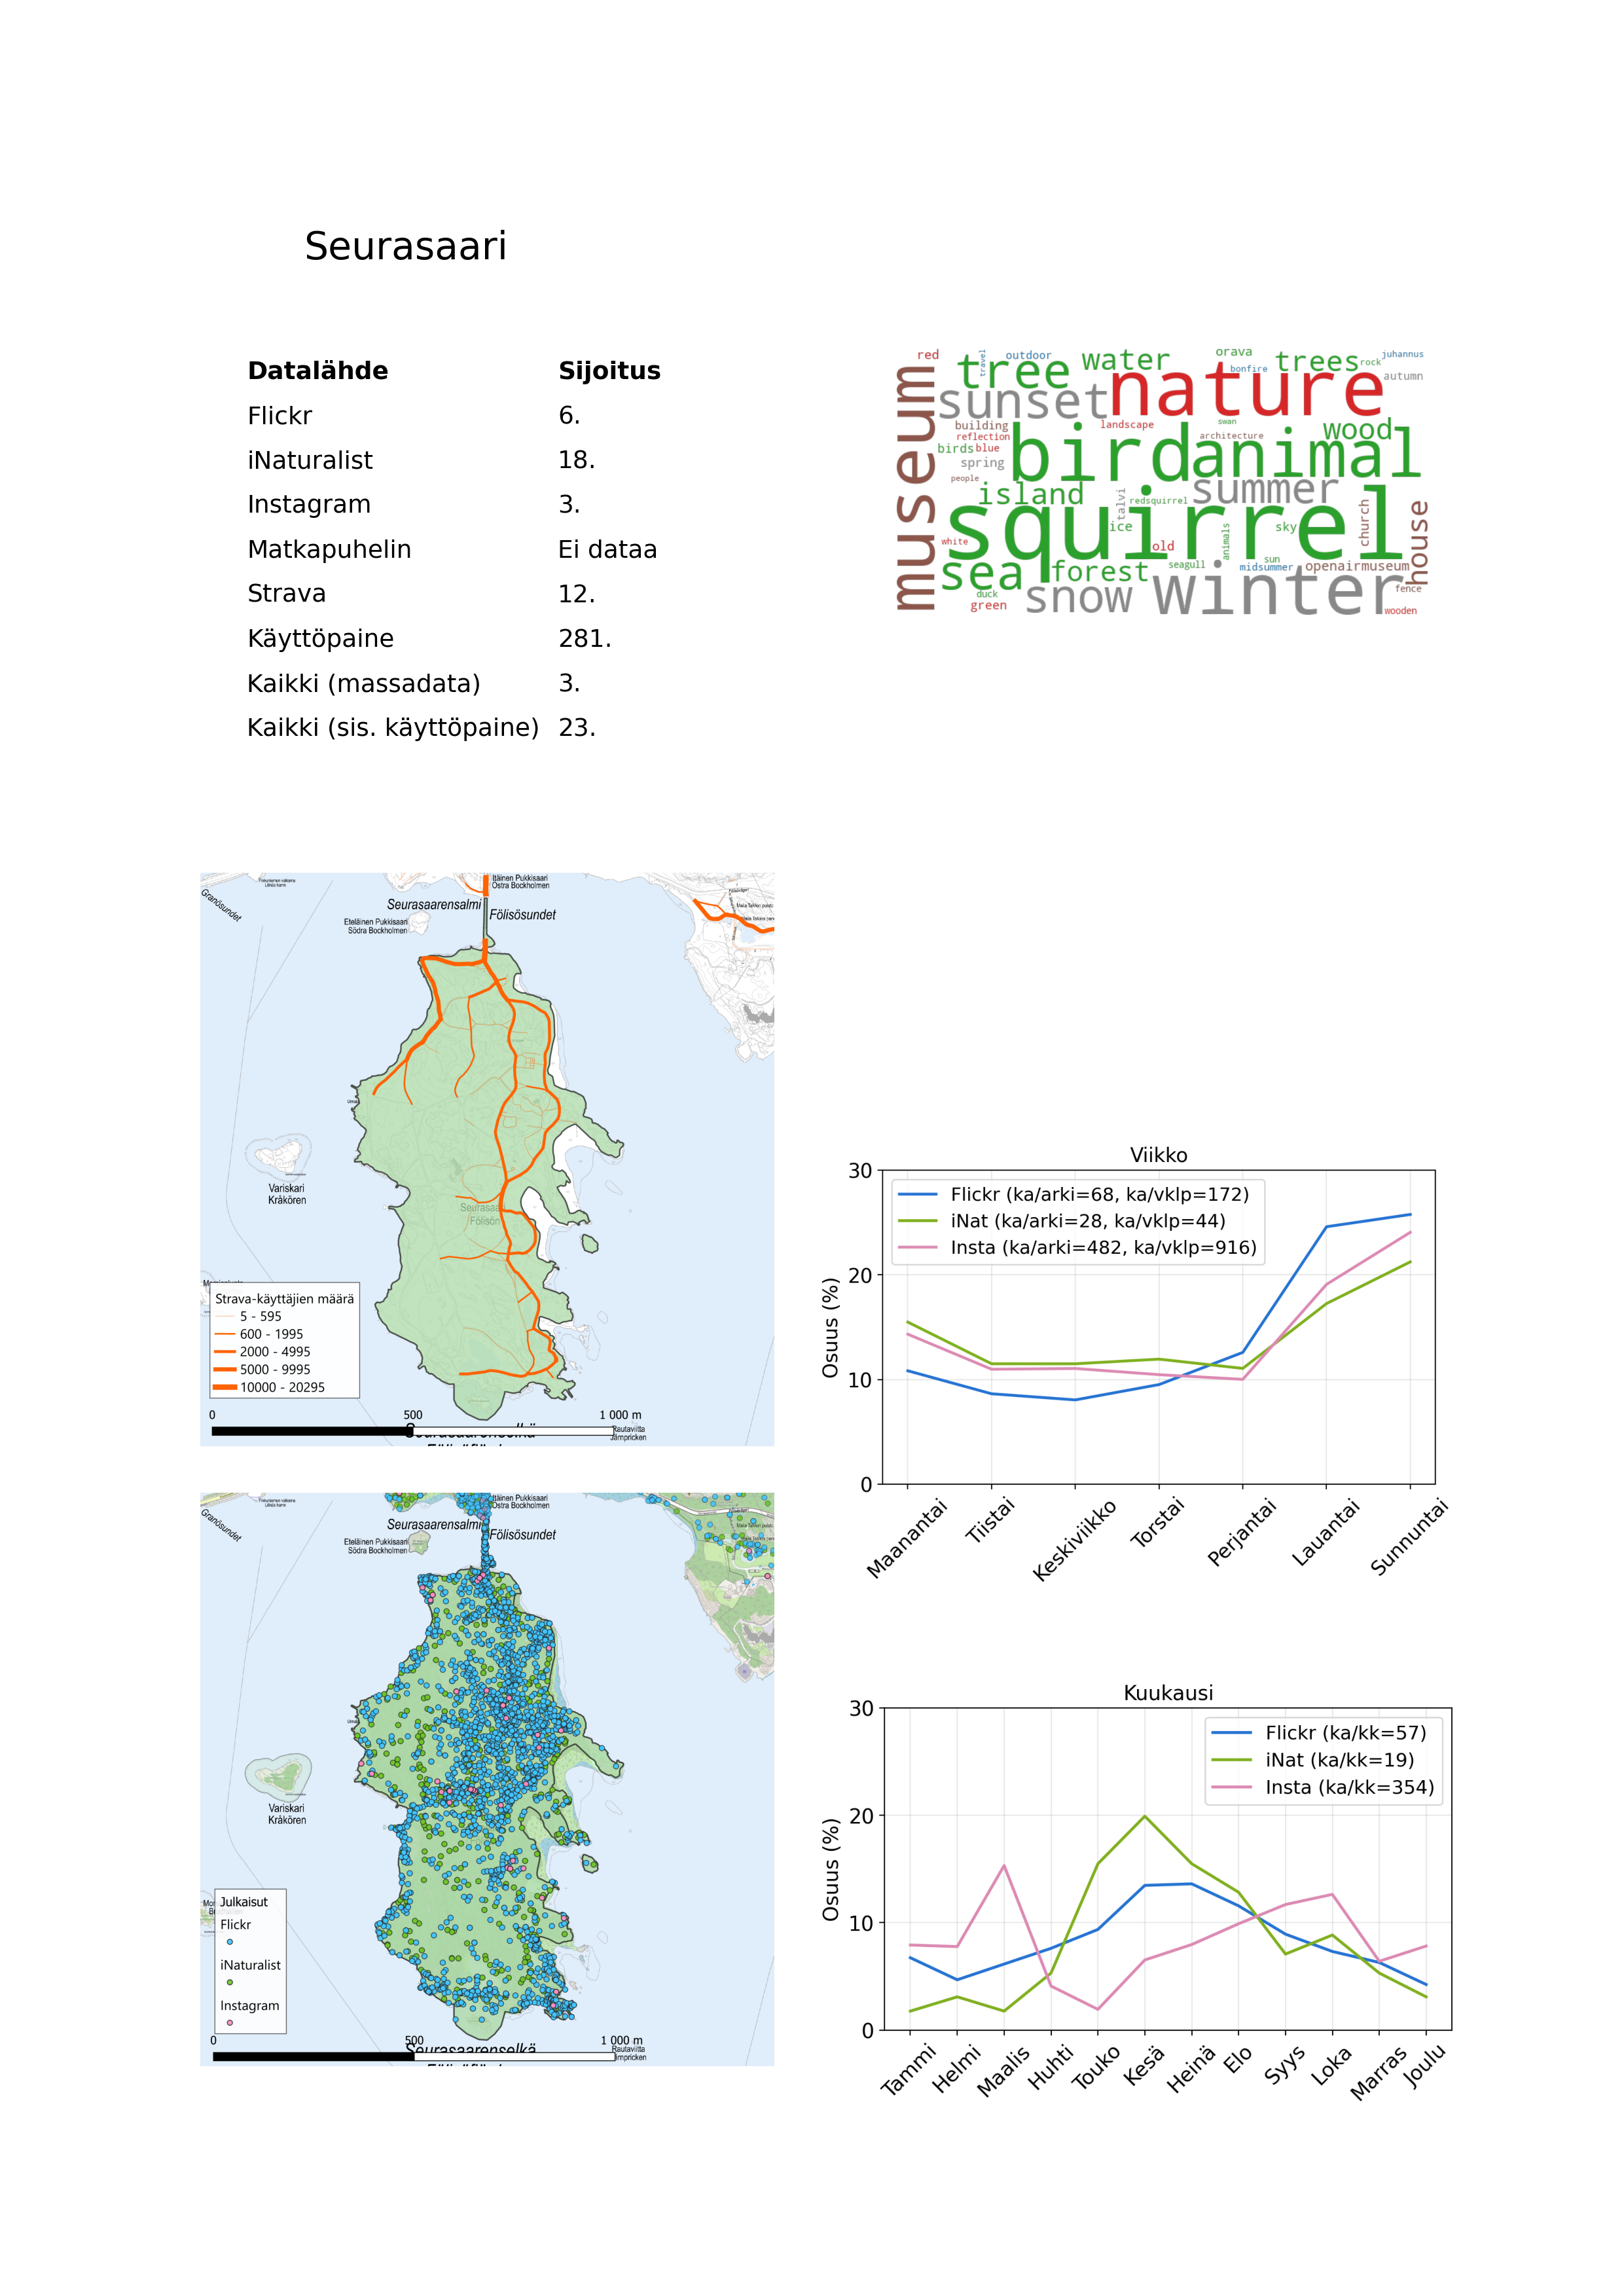 Seurasaari
Datalähde Sijoitus
Flickr 6.
iNaturalist 18.
Instagram 3.
Matkapuhelin Ei dataa
Strava 12.
Käyttöpaine 281.
Kaikki (massadata) 3.
Kaikki (sis. käyttöpaine) 23.
red
travel
outdoor
tree
water
orava
bonfire
trees
rock
juhannus
autumn
museum
sunset
nature
building
reflection
landscape
swan
architecture
wood
birds
blue
bird
animal
spring
people
island
talvi
redsquirrel
summer
squirrel
ice
sky
church
house
white
old
animals
sun
sea
forest
seagull
midsummer
openairmuseum
duck
green
snow
winter
fence
wooden
Itäinen Pukkisaari
Östra Bockholmen
Granösundet
Seurasaarensalmi
Fölisösundet
Eteläinen Pukkisaari
Södra Bockholmen
Variskari
Kråkören
Seurasaari
Fölisön
Strava-käyttäjien määrä
5 - 595
600 - 1995
2000 - 4995
5000 - 9995
10000 - 20295
0 500 1 000 m
Seurasaarenselkä
Rautaviitta
Järnpricken
Viikko
30
20
10
0
Osuus (%)
Flickr (ka/arki=68, ka/vklp=172)
iNat (ka/arki=28, ka/vklp=44)
Insta (ka/arki=482, ka/vklp=916)
Maanantai
Tiistai
Keskiviikko
Torstai
Perjantai
Lauantai
Sunnuntai
Itäinen Pukkisaari
Östra Bockholmen
Granösundet
Seurasaarensalmi
Fölisösundet
Eteläinen Pukkisaari
Södra Bockholmen
Variskari
Kråkören
Julkaisut
Flickr
iNaturalist
Instagram
0 500 1 000 m
Seurasaarenselkä
Rautaviitta
Järnpricken
Kuukausi
30
20
10
0
Osuus (%)
Flickr (ka/kk=57)
iNat (ka/kk=19)
Insta (ka/kk=354)
Tammi
Helmi
Maalis
Huhti
Touko
Kesä
Heinä
Elo
Syys
Loka
Marras
Joulu